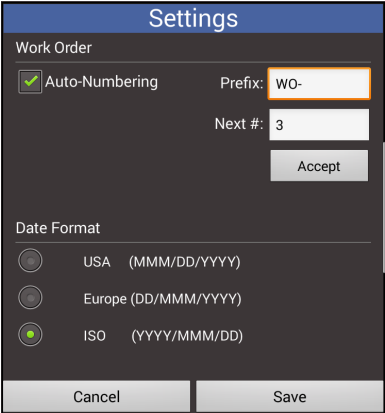 Settings
Work Order
Auto-Numbering Prefix: WO-
Next #: 3
Accept
Date Format
USA (MMM/DD/YYYY)
Europe (DD/MMM/YYYY)
ISO (YYYY/MMM/DD)
Cancel Save